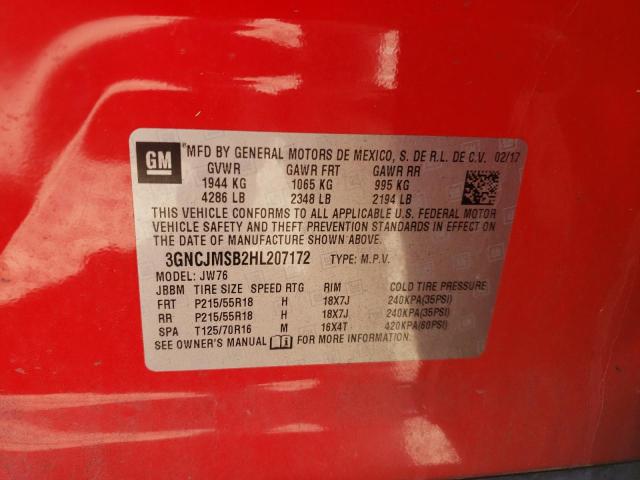 GM ®MFD BY GENERAL MOTORS DE MEXICO, S. DE R.L. DE C.V. 02/17
GVWR GAWR FRT GAWR RR
1944 KG 1065 KG 995 KG
4286 LB 2348 LB 2194 LB
THIS VEHICLE CONFORMS TO ALL APPLICABLE U.S. FEDERAL MOTOR
VEHICLE SAFETY AND THEFT PREVENTION STANDARDS IN EFFECT ON
THE DATE OF MANUFACTURE SHOWN ABOVE.
3GNCJMSB2HL207172 TYPE: M.P.V.
MODEL: JW76
JBBM TIRE SIZE SPEED RTG RIM COLD TIRE PRESSURE
FRT P215/55R18 H 18X7J 240KPA(35PSI)
RR P215/55R18 H 18X7J 240KPA(35PSI)
SPA T125/70R16 M 16X4T 420KPA(60PSI)
SEE OWNER'S MANUAL FOR MORE INFORMATION.